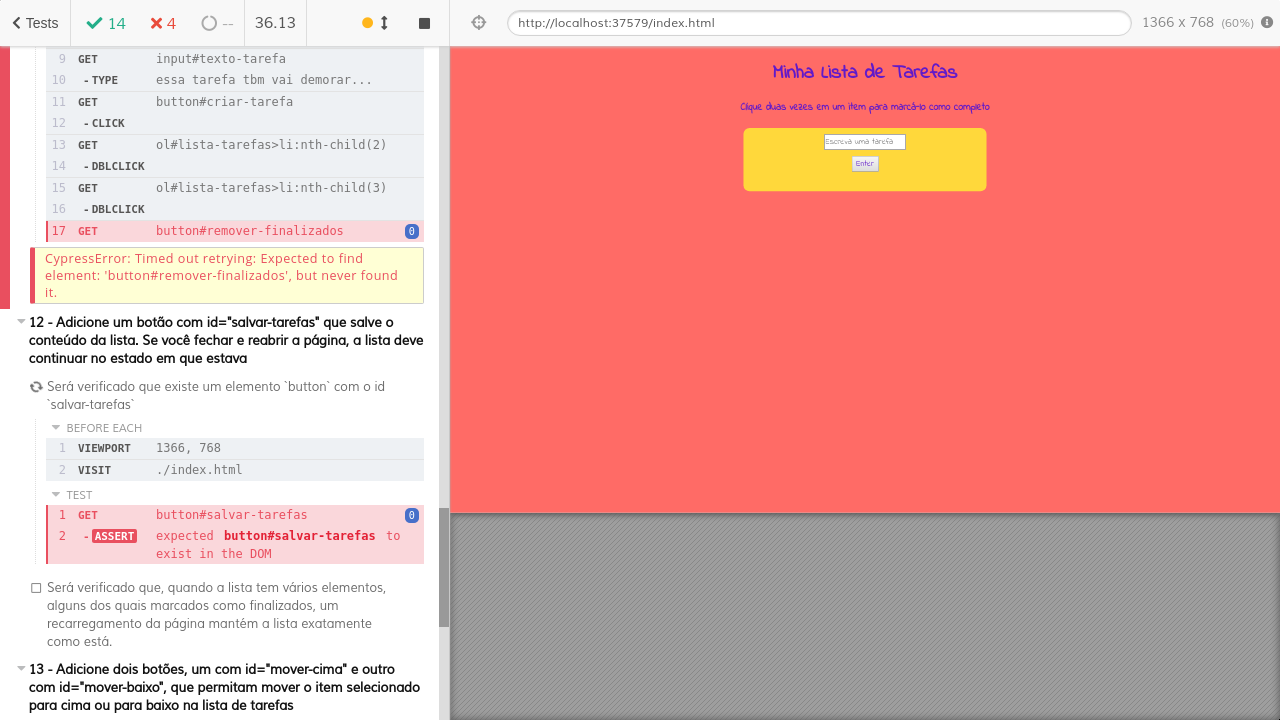 Tests 14 4 -- 36.13
http://localhost:37579/index.html 1366 x 768 (60%)
9 GET input#texto-tarefa
10 -TYPE essa tarefa tbm vai demorar...
11 GET button#criar-tarefa
12 -CLICK
13 GET ol#lista-tarefas>li:nth-child(2)
14 -DBLCLICK
15 GET ol#lista-tarefas>li:nth-child(3)
16 -DBLCLICK
17 GET button#remover-finalizados 0
CypressError: Timed out retrying: Expected to find
element: 'button#remover-finalizados', but never found
it.
12 - Adicione um botão com id="salvar-tarefas" que salve o
conteúdo da lista. Se você fechar e reabrir a página, a lista deve
continuar no estado em que estava
Será verificado que existe um elemento `button` com o id
`salvar-tarefas`
BEFORE EACH
1 VIEWPORT 1366, 768
2 VISIT ./index.html
TEST
1 GET button#salvar-tarefas 0
2 -ASSERT expected button#salvar-tarefas to
exist in the DOM
Será verificado que, quando a lista tem vários elementos,
alguns dos quais marcados como finalizados, um
recarregamento da página mantém a lista exatamente
como está.
13 - Adicione dois botões, um com id="mover-cima" e outro
com id="mover-baixo", que permitam mover o item selecionado
para cima ou para baixo na lista de tarefas
Minha Lista de Tarefas
Clique duas vezes em um item para marcá-lo como completo
Escreva uma tarefa
Enter